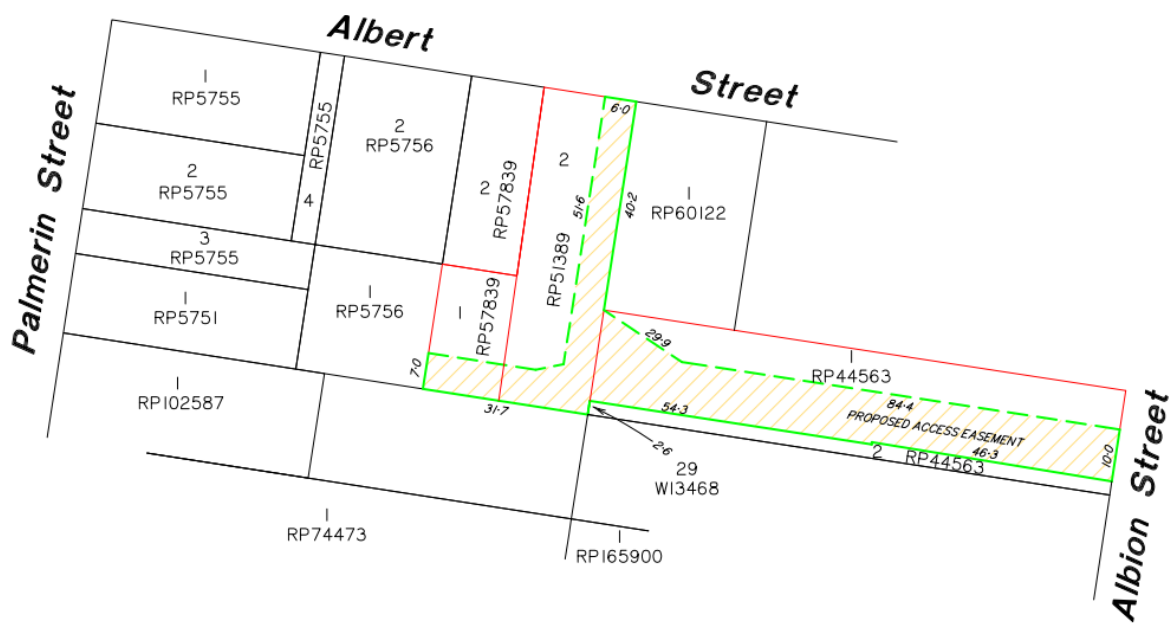 Albert
Street
Palmerin Street
Albion Street
1
RP5755
2
RP5755
3
RP5755
1
RP5751
4
RP5755
2
RP5756
1
RP5756
2
RP57839
1
RP57839
2
RP51389
6·0
51·6
40·2
1
RP60122
7·0
31·7
29·9
1
RP44563
84·4
54·3
PROPOSED ACCESS EASEMENT
46·3
10·0
2 RP44563
2·6
29
W13468
1
RP102587
1
RP74473
1
RP165900